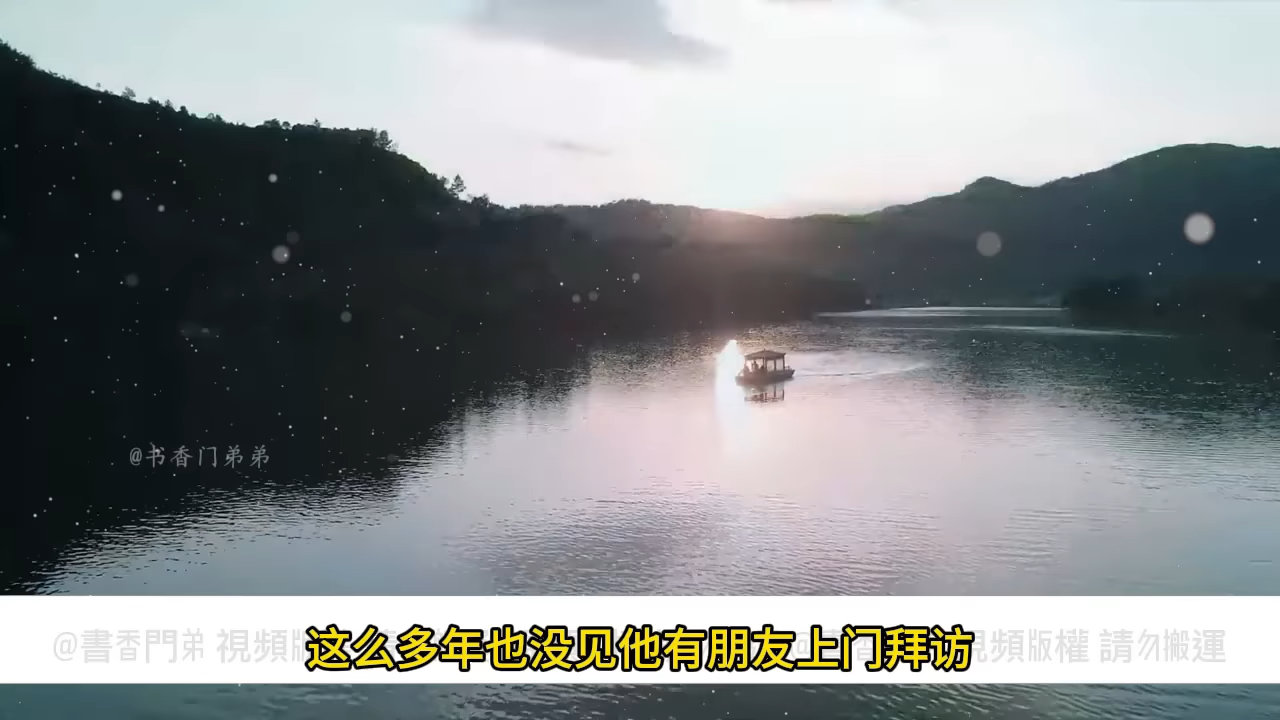 @书香门弟弟
@書香門弟 視頻版
这么多年也没见他有朋友上门拜访
視頻版權 請勿搬運